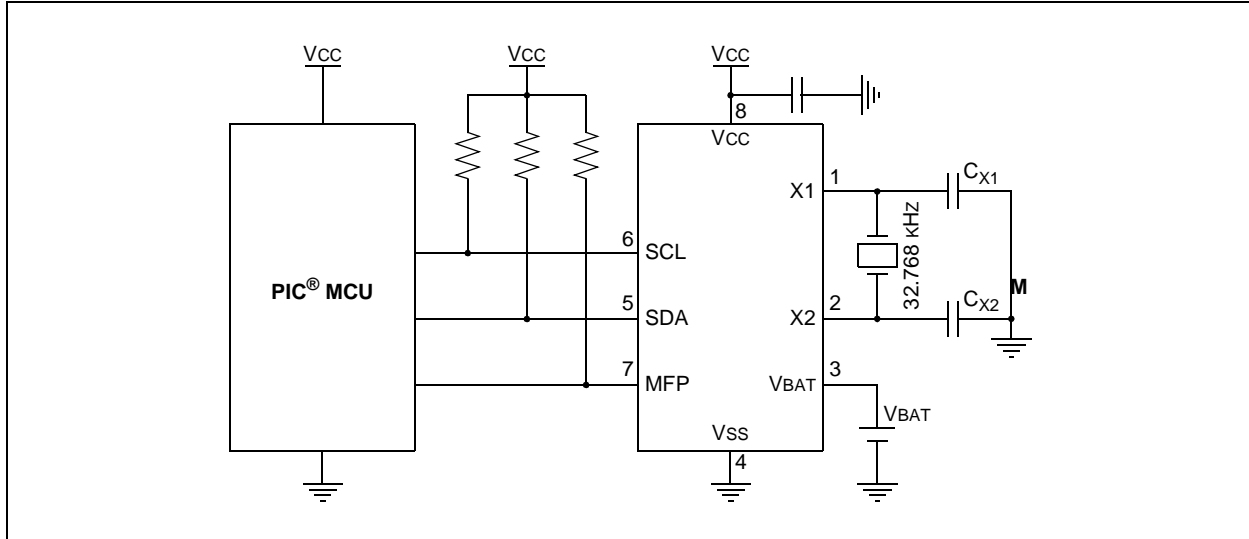 VCC
VCC
VCC
8
VCC
PIC® MCU
6
SCL
5
SDA
7
MFP
X1
1
CX1
32.768 KHZ
M
X2
2
CX2
VBAT
3
VBAT
VSS
4